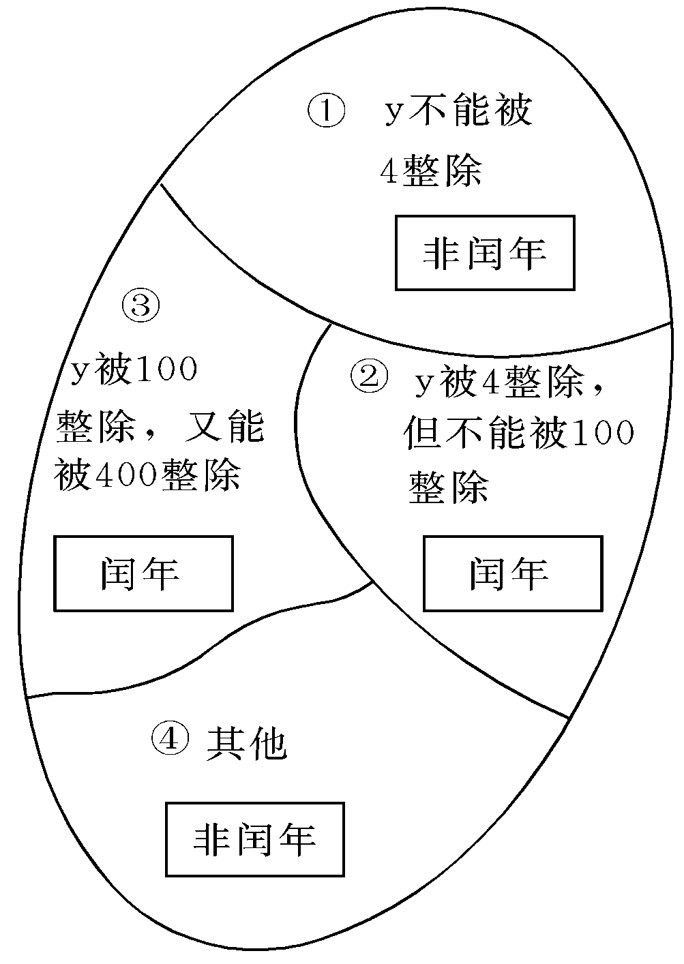 ① y不能被
4整除
非闰年
③
y被100
整除，又能
被400整除
闰年
② y被4整除，
但不能被100
整除
闰年
④ 其他
非闰年